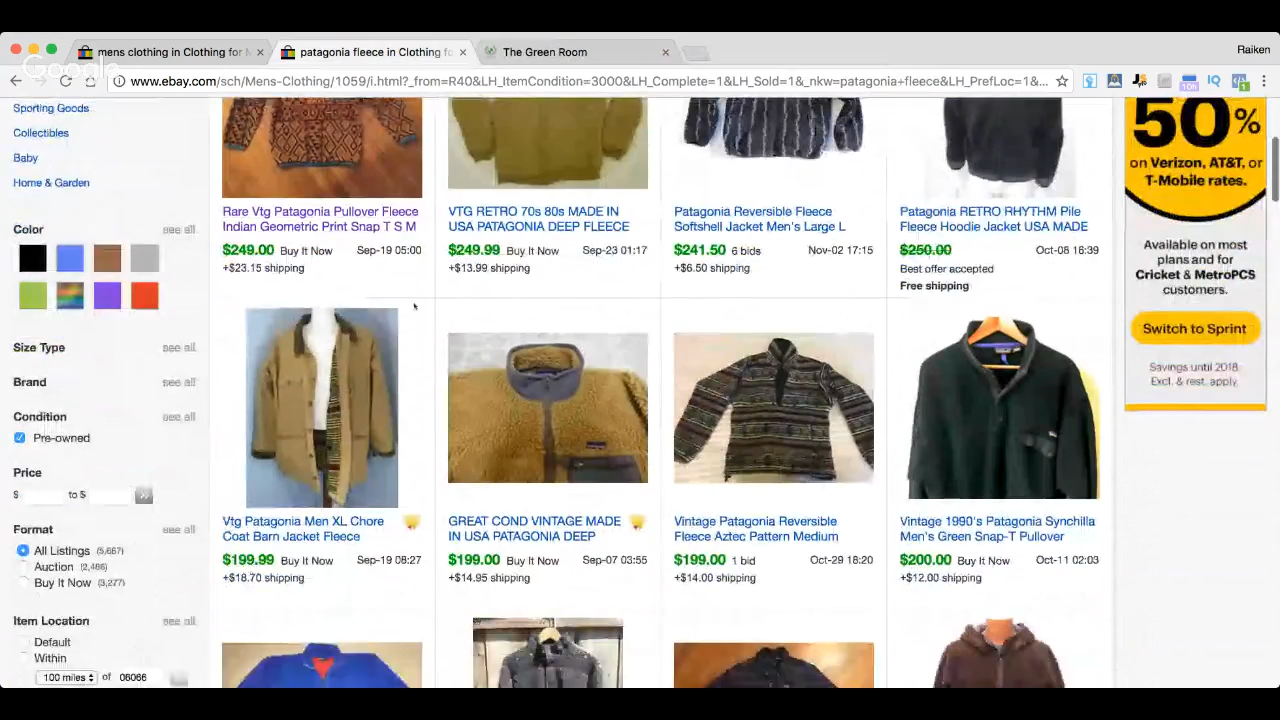 mens clothing in Clothing for M
patagonia fleece in Clothing fo
The Green Room
Raiken
Google
www.ebay.com/sch/Mens-Clothing/1059/i.html?_from=R40&LH_ItemCondition=3000&LH_Complete=1&LH_Sold=1&_nkw=patagonia+fleece&LH_PrefLoc=1&...
Sporting Goods
Collectibles
Baby
Home & Garden
Color see all
Size Type see all
Brand see all
Condition see all
Pre-owned
Price
$ to $
Format see all
All Listings (5,667)
Auction
Buy It Now (3,277)
Item Location see all
Default
Within
100 miles of 06066
Rare Vtg Patagonia Pullover Fleece
Indian Geometric Print Snap T S M
$249.00 Buy It Now Sep-19 05:00
+$23.15 shipping
VTG RETRO 70s 80s MADE IN
USA PATAGONIA DEEP FLEECE
$249.99 Buy It Now Sep-23 01:17
+$13.99 shipping
Patagonia Reversible Fleece
Softshell Jacket Men's Large L
$241.50 6 bids Nov-02 17:15
+$6.50 shipping
Patagonia RETRO RHYTHM Pile
Fleece Hoodie Jacket USA MADE
$250.00 Oct-08 16:39
Best offer accepted
Free shipping
Vtg Patagonia Men XL Chore
Coat Barn Jacket Fleece
$199.99 Buy It Now Sep-19 08:27
+$18.70 shipping
GREAT COND VINTAGE MADE
IN USA PATAGONIA DEEP
$199.00 Buy It Now Sep-07 03:55
+$14.95 shipping
Vintage Patagonia Reversible
Fleece Aztec Pattern Medium
$199.00 1 bid Oct-29 18:20
+$14.00 shipping
Vintage 1990's Patagonia Synchilla
Men's Green Snap-T Pullover
$200.00 Buy It Now Oct-11 02:03
+$12.00 shipping
50%
on Verizon, AT&T, or
T-Mobile rates.
Available on most
plans and for
Cricket & MetroPCS
customers.
Switch to Sprint
Savings until 2018.
Excl. & rest. apply.